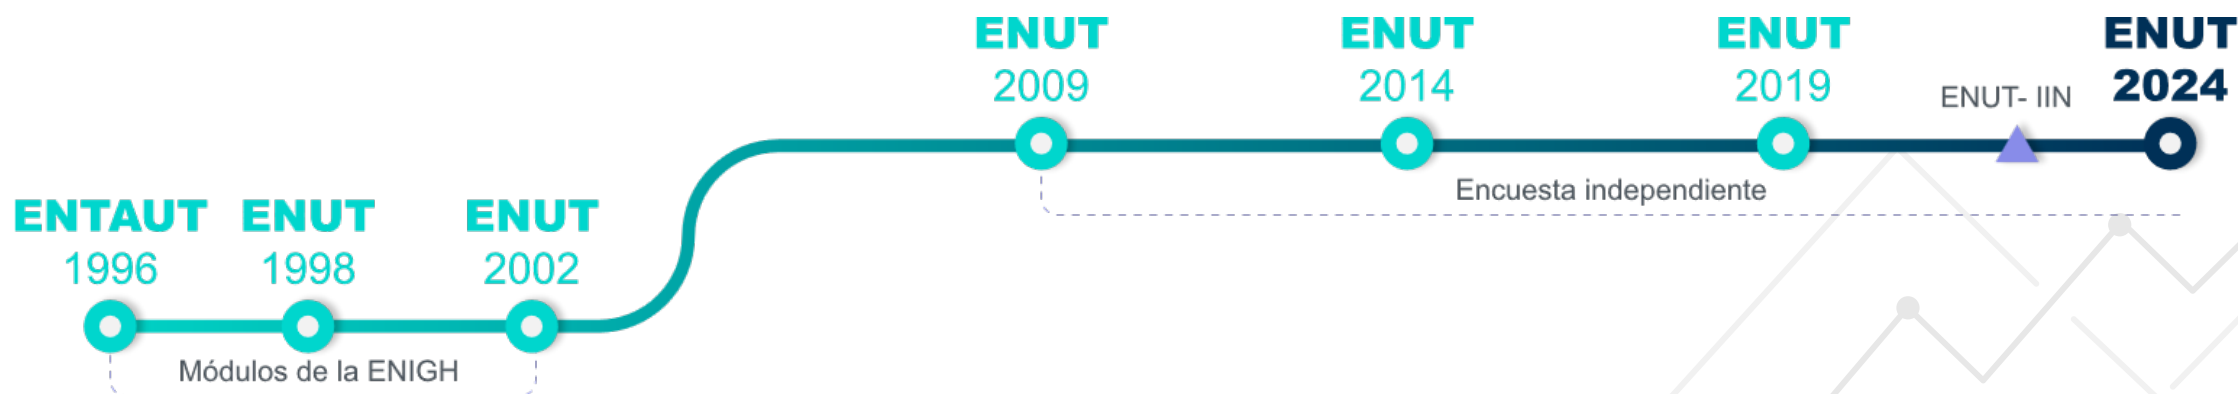 ENTAUT
1996
ENUT
1998
ENUT
2002
Módulos de la ENIGH
ENUT
2009
ENUT
2014
ENUT
2019
ENUT- IIN
ENUT
2024
Encuesta independiente